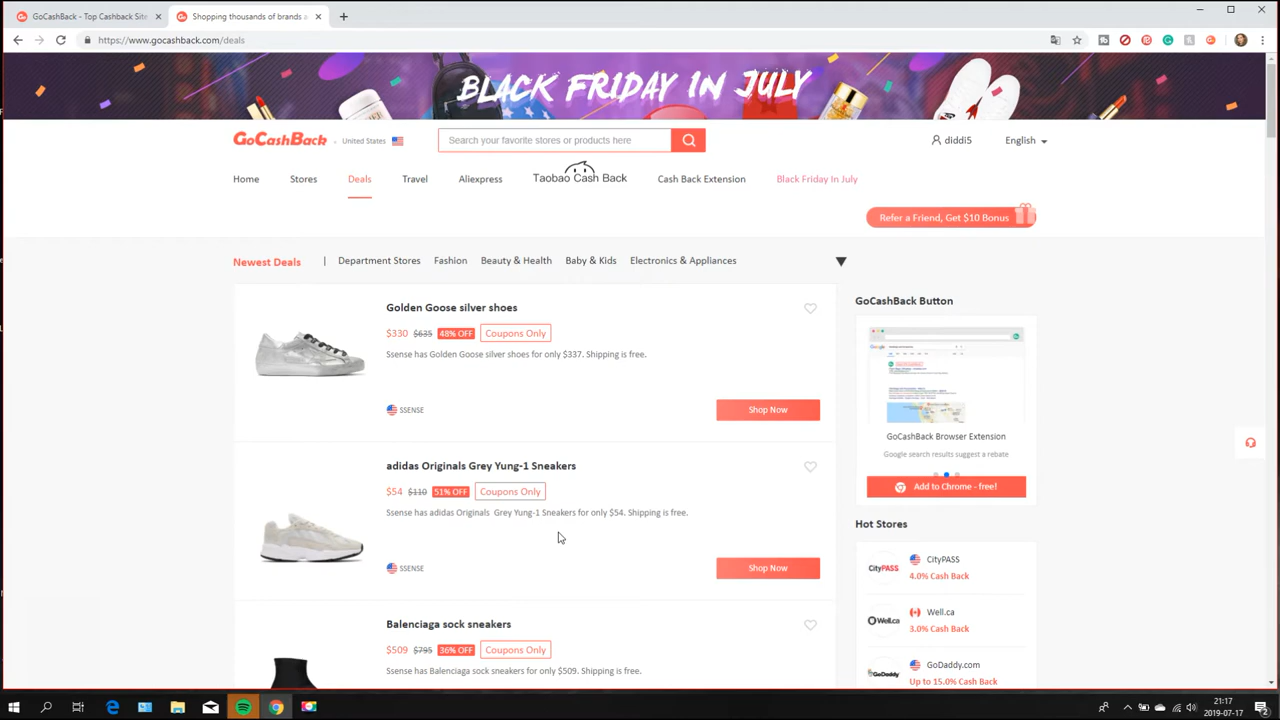 GoCashBack - Top Cashback Site
Shopping thousands of brands a
https://www.gocashback.com/deals
BLACK FRIDAY IN JULY
GoCashBack
United States
Search your favorite stores or products here
diddi5
English
Home
Stores
Deals
Travel
Aliexpress
Taobao Cash Back
Cash Back Extension
Black Friday In July
Refer a Friend, Get $10 Bonus
Newest Deals
Department Stores
Fashion
Beauty & Health
Baby & Kids
Electronics & Appliances
Golden Goose silver shoes
$330 $635 48% OFF Coupons Only
Ssense has Golden Goose silver shoes for only $337. Shipping is free.
SSENSE
Shop Now
adidas Originals Grey Yung-1 Sneakers
$54 $110 51% OFF Coupons Only
Ssense has adidas Originals Grey Yung-1 Sneakers for only $54. Shipping is free.
SSENSE
Shop Now
Balenciaga sock sneakers
$509 $795 36% OFF Coupons Only
Ssense has Balenciaga sock sneakers for only $509. Shipping is free.
GoCashBack Button
GoCashBack Browser Extension
Google search results suggest a rebate
Add to Chrome - free!
Hot Stores
CityPASS
CityPASS
4.0% Cash Back
Well.ca
Well.ca
3.0% Cash Back
GoDaddy
GoDaddy.com
Up to 15.0% Cash Back
21:17
2019-07-17
2